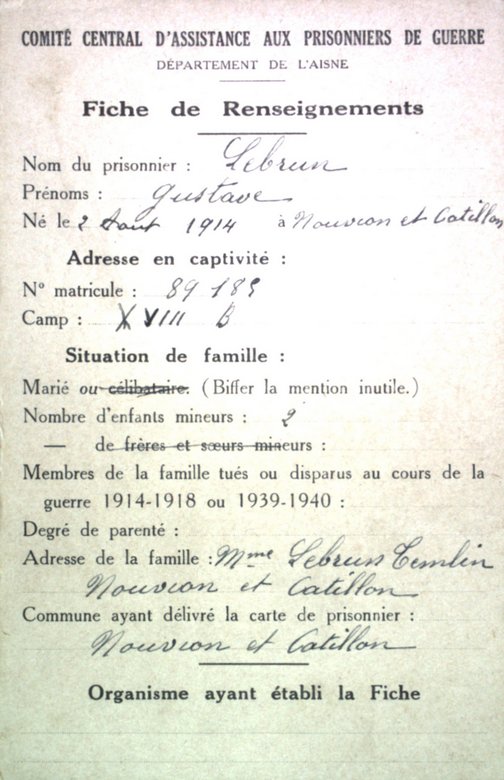 COMITÉ CENTRAL D'ASSISTANCE AUX PRISONNIERS DE GUERRE
DÉPARTEMENT DE L'AISNE
Fiche de Renseignements
Nom du prisonnier : Lebrun
Prénoms : Gustave
Né le 2 Aout 1914 à Nouvion et Catillon
Adresse en captivité :
N° matricule : 89 189
Camp : X VIII B
Situation de famille :
Marié ou célibataire. (Biffer la mention inutile.)
Nombre d'enfants mineurs : 2
— de frères et sœurs mineurs :
Membres de la famille tués ou disparus au cours de la
guerre 1914-1918 ou 1939-1940 :
Degré de parenté :
Adresse de la famille : Mme Lebrun Temlin
Nouvion et Catillon
Commune ayant délivré la carte de prisonnier :
Nouvion et Catillon
Organisme ayant établi la Fiche